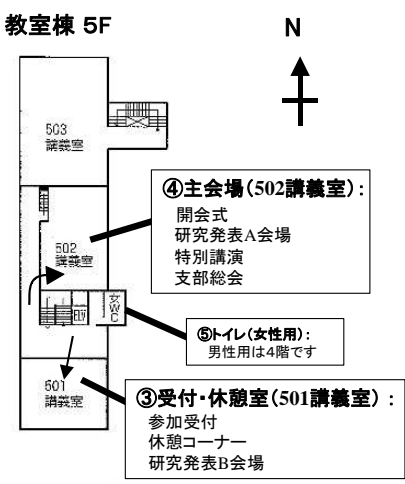 教室棟 5F
N
503
講義室
④主会場(502講義室):
開会式
研究発表A会場
特別講演
支部総会
502
講義室
女WC
EV
⑤トイレ(女性用):
男性用は4階です
501
講義室
③受付・休憩室(501講義室):
参加受付
休憩コーナー
研究発表B会場